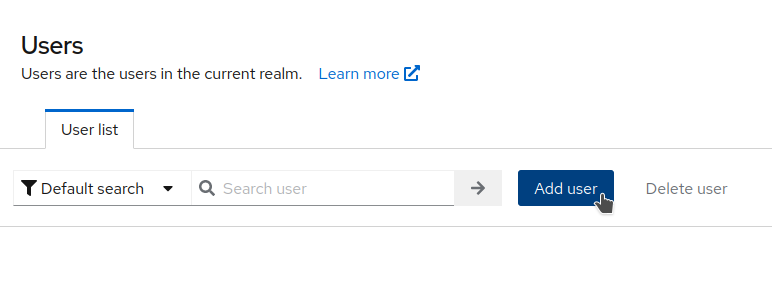 Users
Users are the users in the current realm. Learn more
User list
Default search Search user Add user Delete user